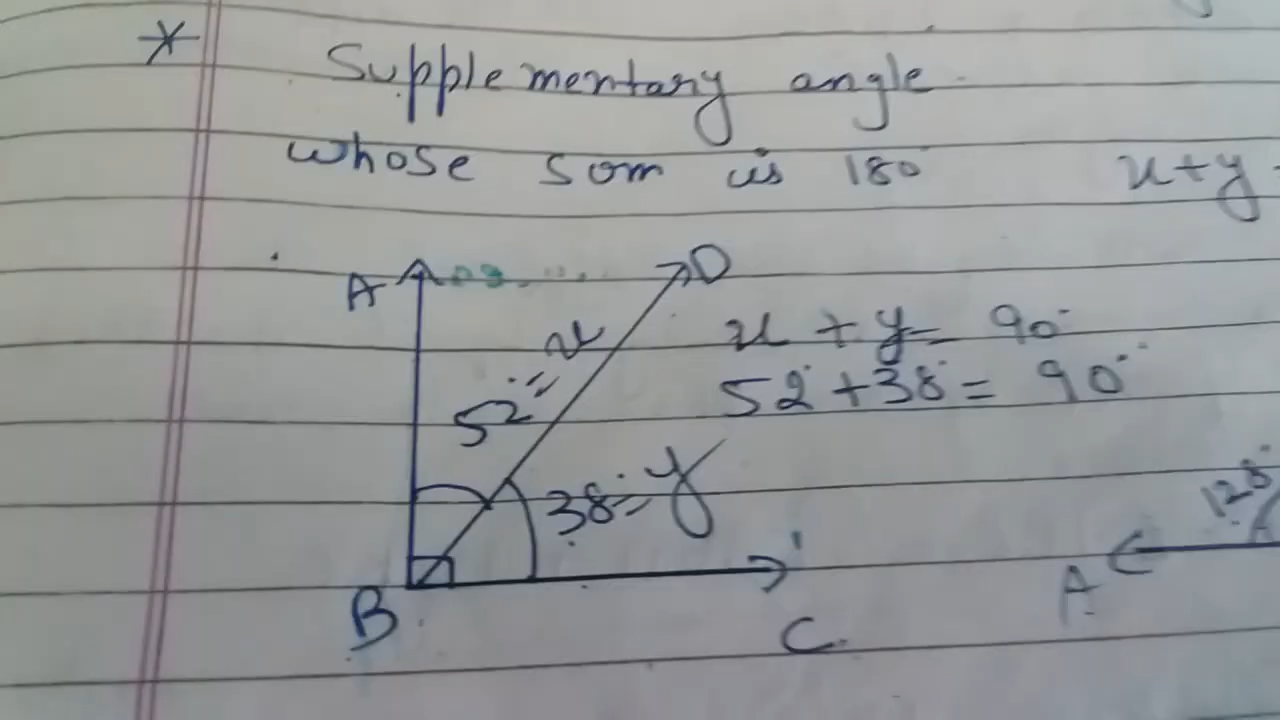 *
Supplementary angle
whose som is 180°
x+y
A
D
x + y = 90°
52° = x
52° + 38° = 90°
38° = y
128°
A
B
C